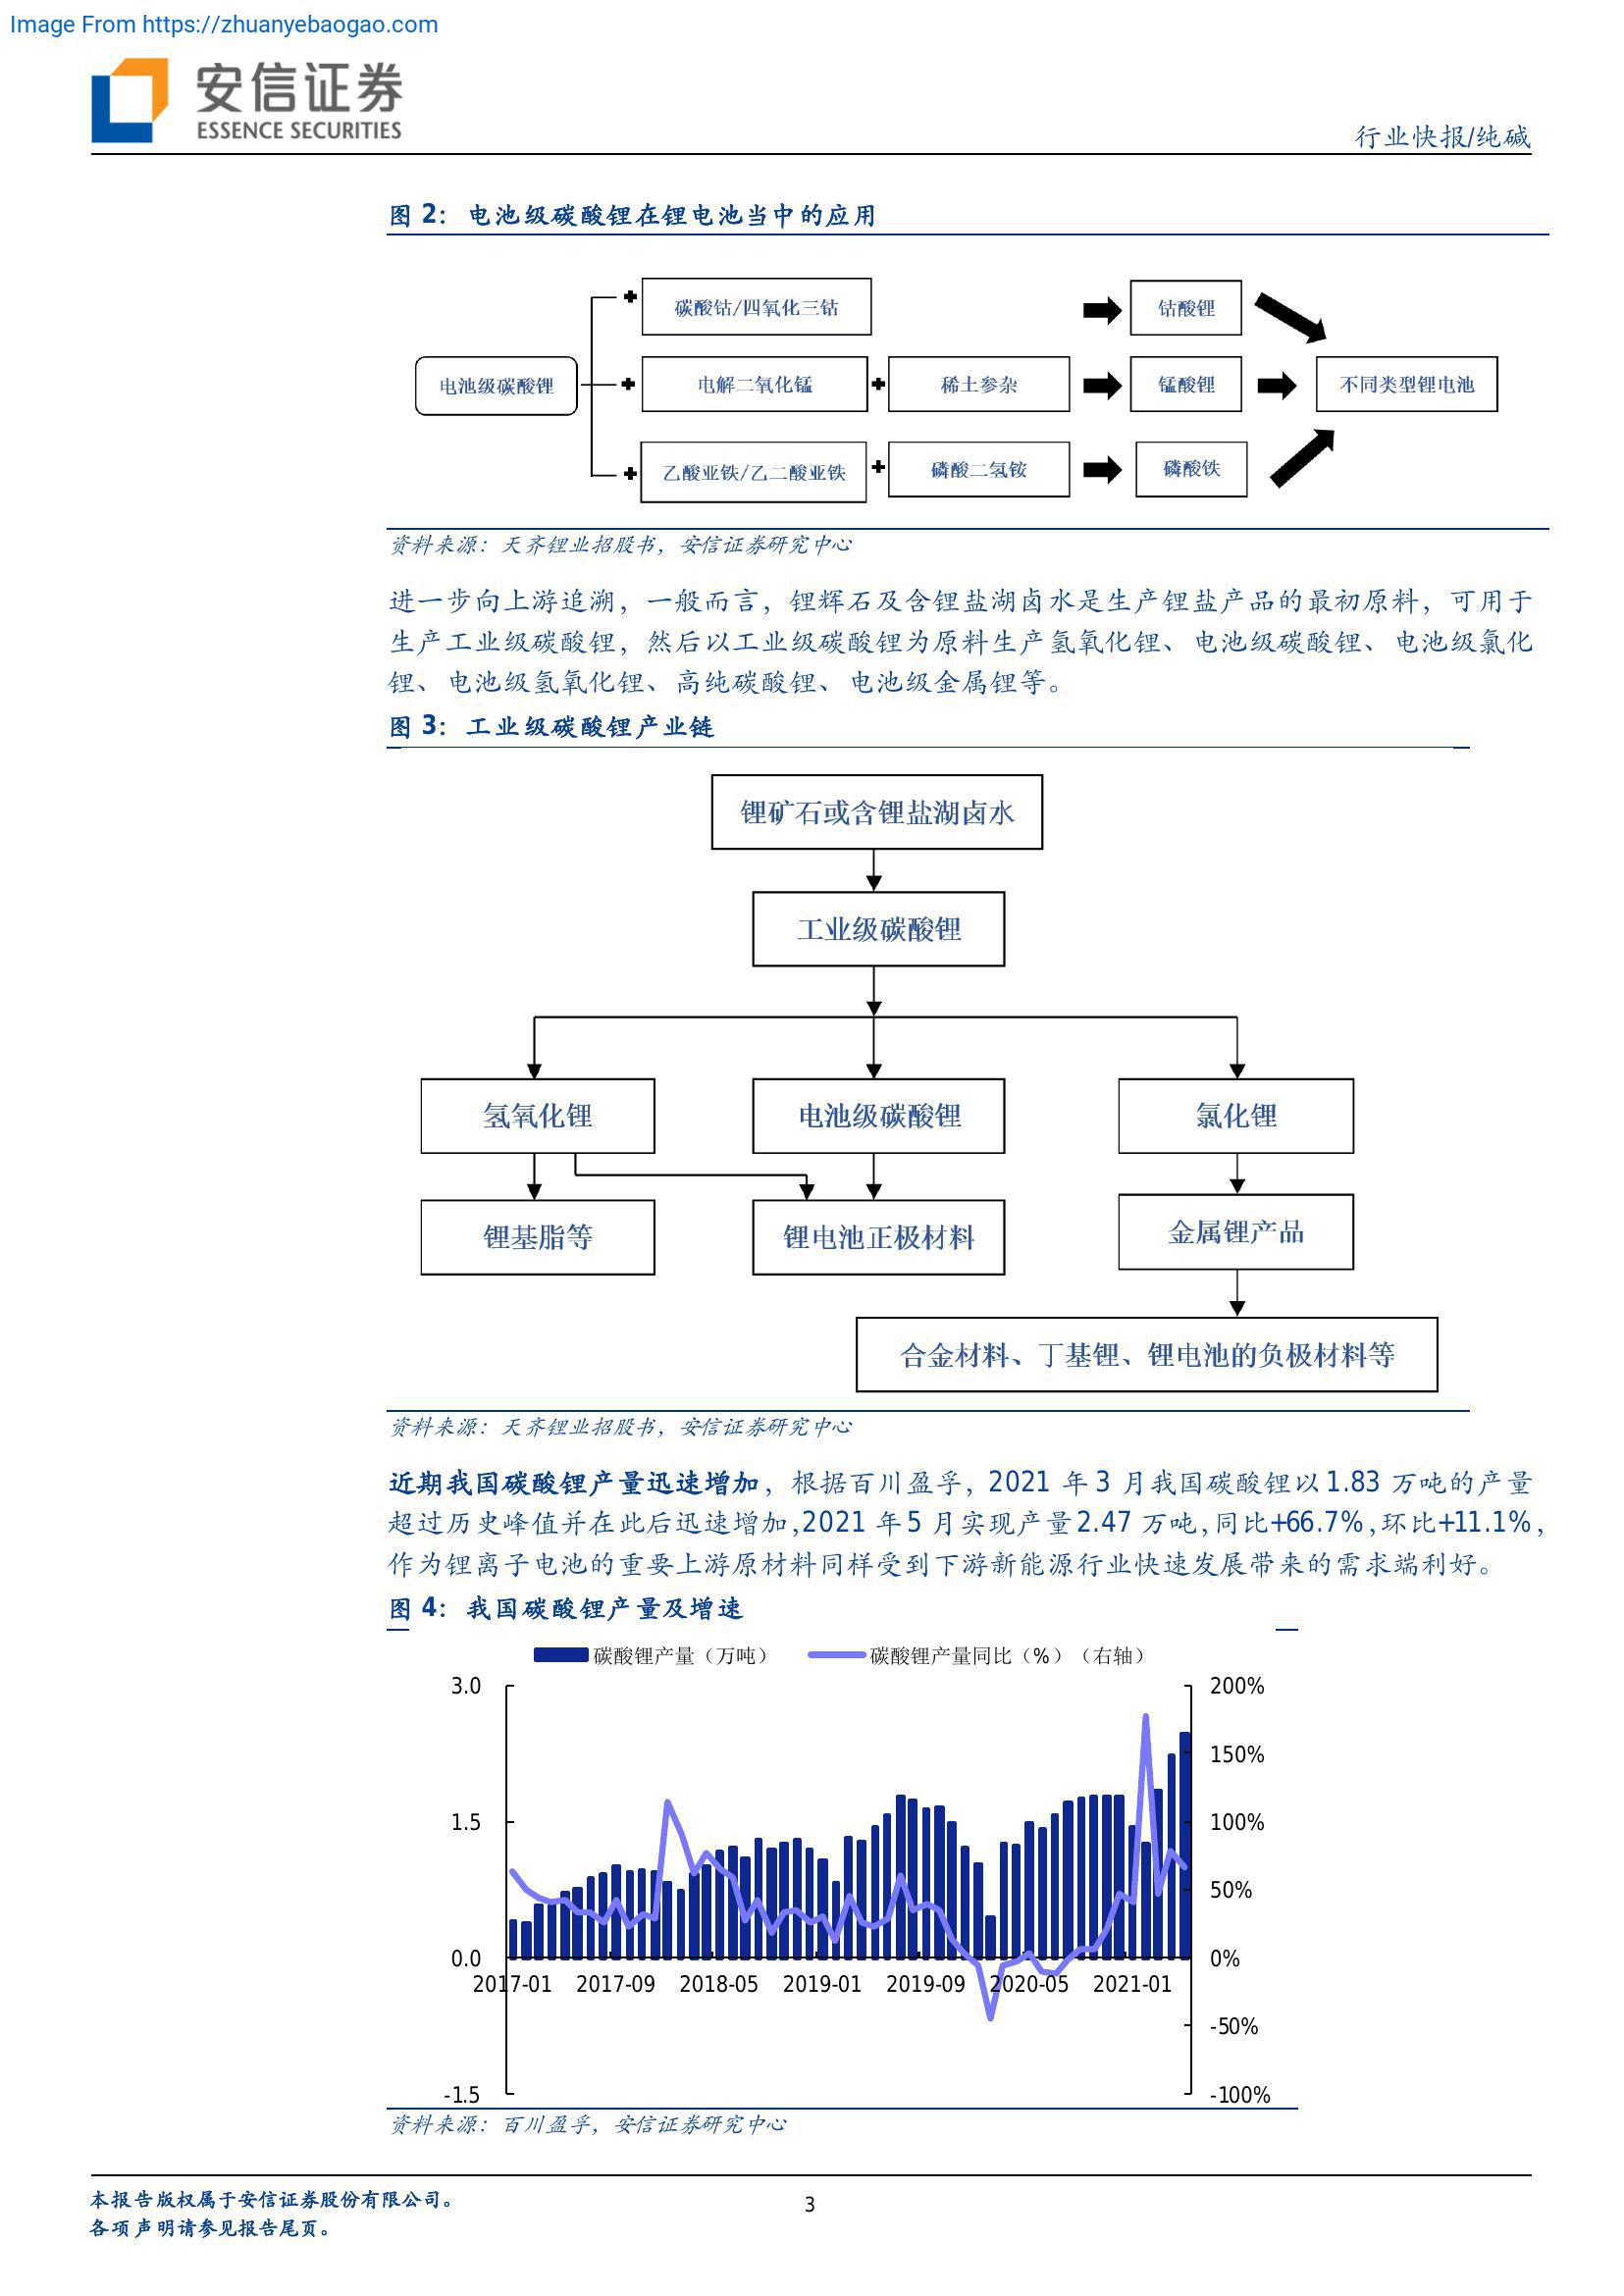 Image From https://zhuanyebaogao.com
安信证券
ESSENCE SECURITIES
行业快报/纯碱
图 2：电池级碳酸锂在锂电池当中的应用
碳酸钴/四氧化三钴
钴酸锂
电池级碳酸锂
电解二氧化锰
稀土参杂
锰酸锂
不同类型锂电池
乙酸亚铁/乙二酸亚铁
磷酸二氢铵
磷酸铁
资料来源：天齐锂业招股书，安信证券研究中心
进一步向上游追溯，一般而言，锂辉石及含锂盐湖卤水是生产锂盐产品的最初原料，可用于
生产工业级碳酸锂，然后以工业级碳酸锂为原料生产氢氧化锂、电池级碳酸锂、电池级氯化
锂、电池级氢氧化锂、高纯碳酸锂、电池级金属锂等。
图 3：工业级碳酸锂产业链
锂矿石或含锂盐湖卤水
工业级碳酸锂
氢氧化锂
电池级碳酸锂
氯化锂
锂基脂等
锂电池正极材料
金属锂产品
合金材料、丁基锂、锂电池的负极材料等
资料来源：天齐锂业招股书，安信证券研究中心
近期我国碳酸锂产量迅速增加，根据百川盈孚，2021 年 3 月我国碳酸锂以 1.83 万吨的产量
超过历史峰值并在此后迅速增加，2021 年 5 月实现产量 2.47 万吨，同比+66.7%，环比+11.1%，
作为锂离子电池的重要上游原材料同样受到下游新能源行业快速发展带来的需求端利好。
图 4：我国碳酸锂产量及增速
碳酸锂产量（万吨）
碳酸锂产量同比（%）（右轴）
3.0
1.5
0.0
-1.5
200%
150%
100%
50%
0%
-50%
-100%
2017-01 2017-09 2018-05 2019-01 2019-09 2020-05 2021-01
资料来源：百川盈孚，安信证券研究中心
本报告版权属于安信证券股份有限公司。
3
各项声明请参见报告尾页。